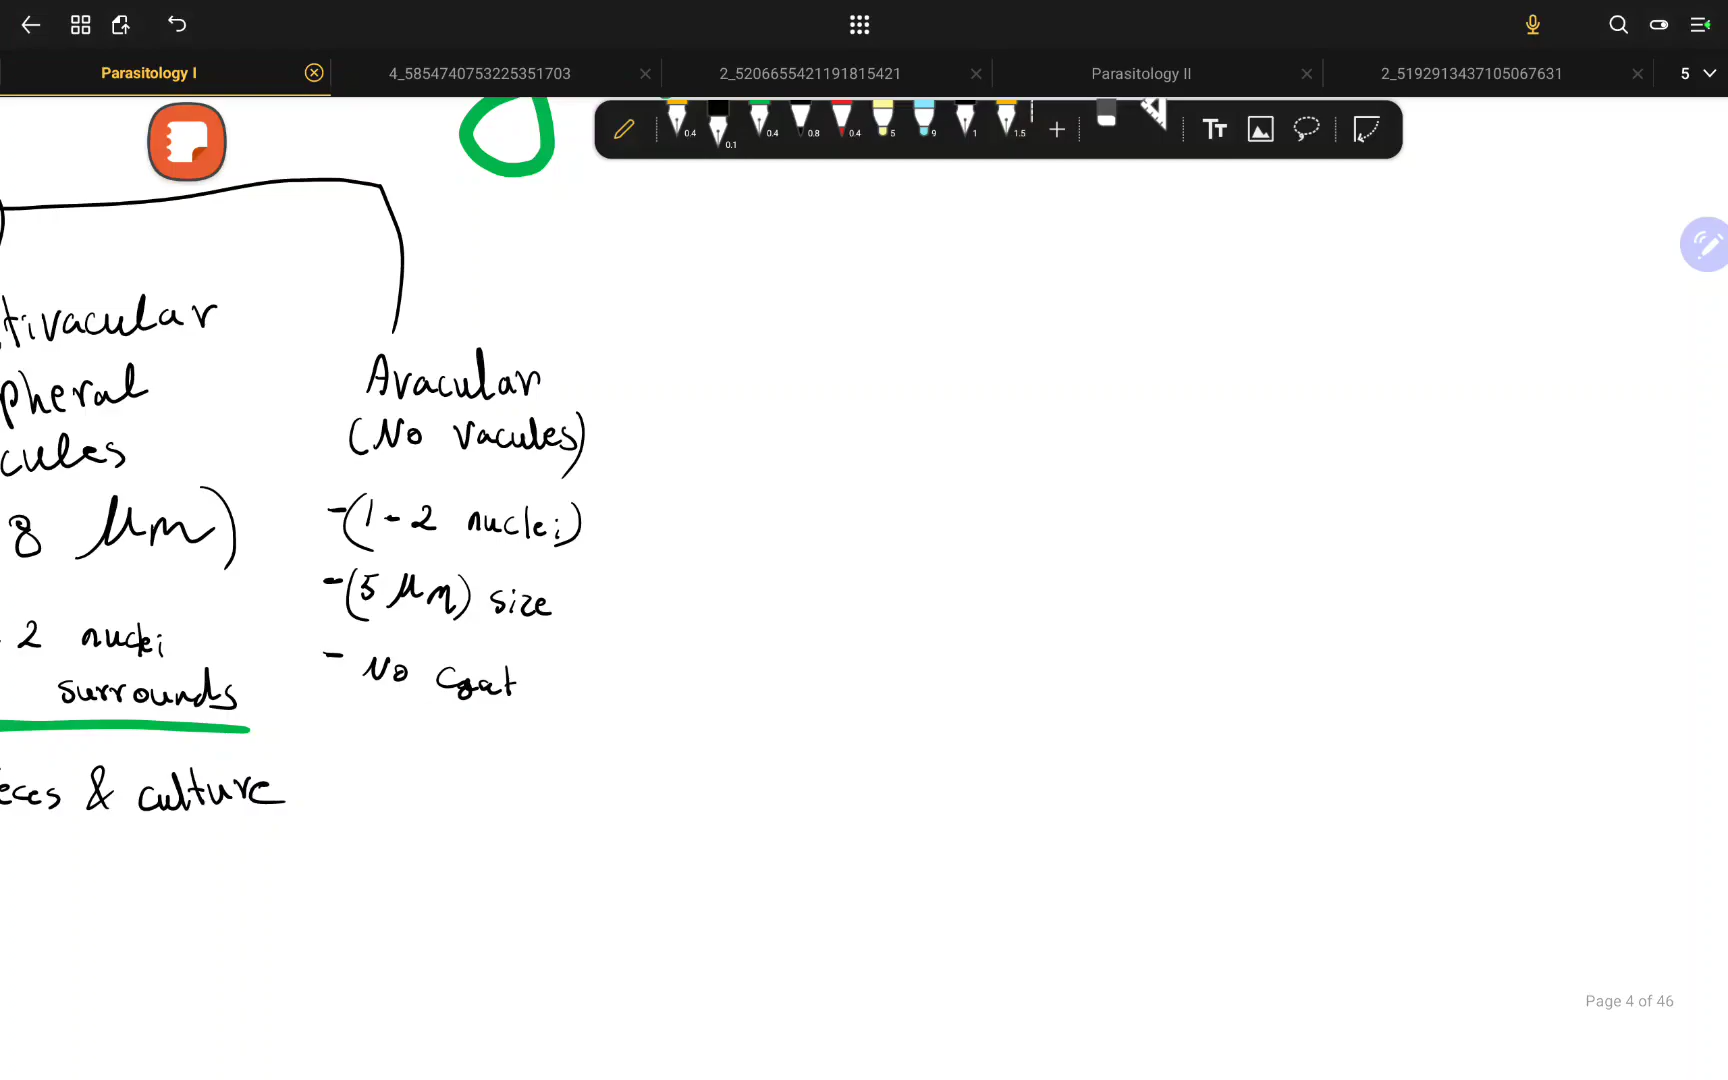 Parasitology I
4_5854740753225351703
2_5206655421191815421
Parasitology II
2_5192913437105067631
5
0.4
0.1
0.4
0.8
0.4
5
9
1
1.5
Tт
tivacular
pheral
cules
8 μm)
2 nuclei
surrounds
eces & culture
Avacular
(No vacules)
-(1-2 nuclei)
-(5 μm) size
- No coat
Page 4 of 46